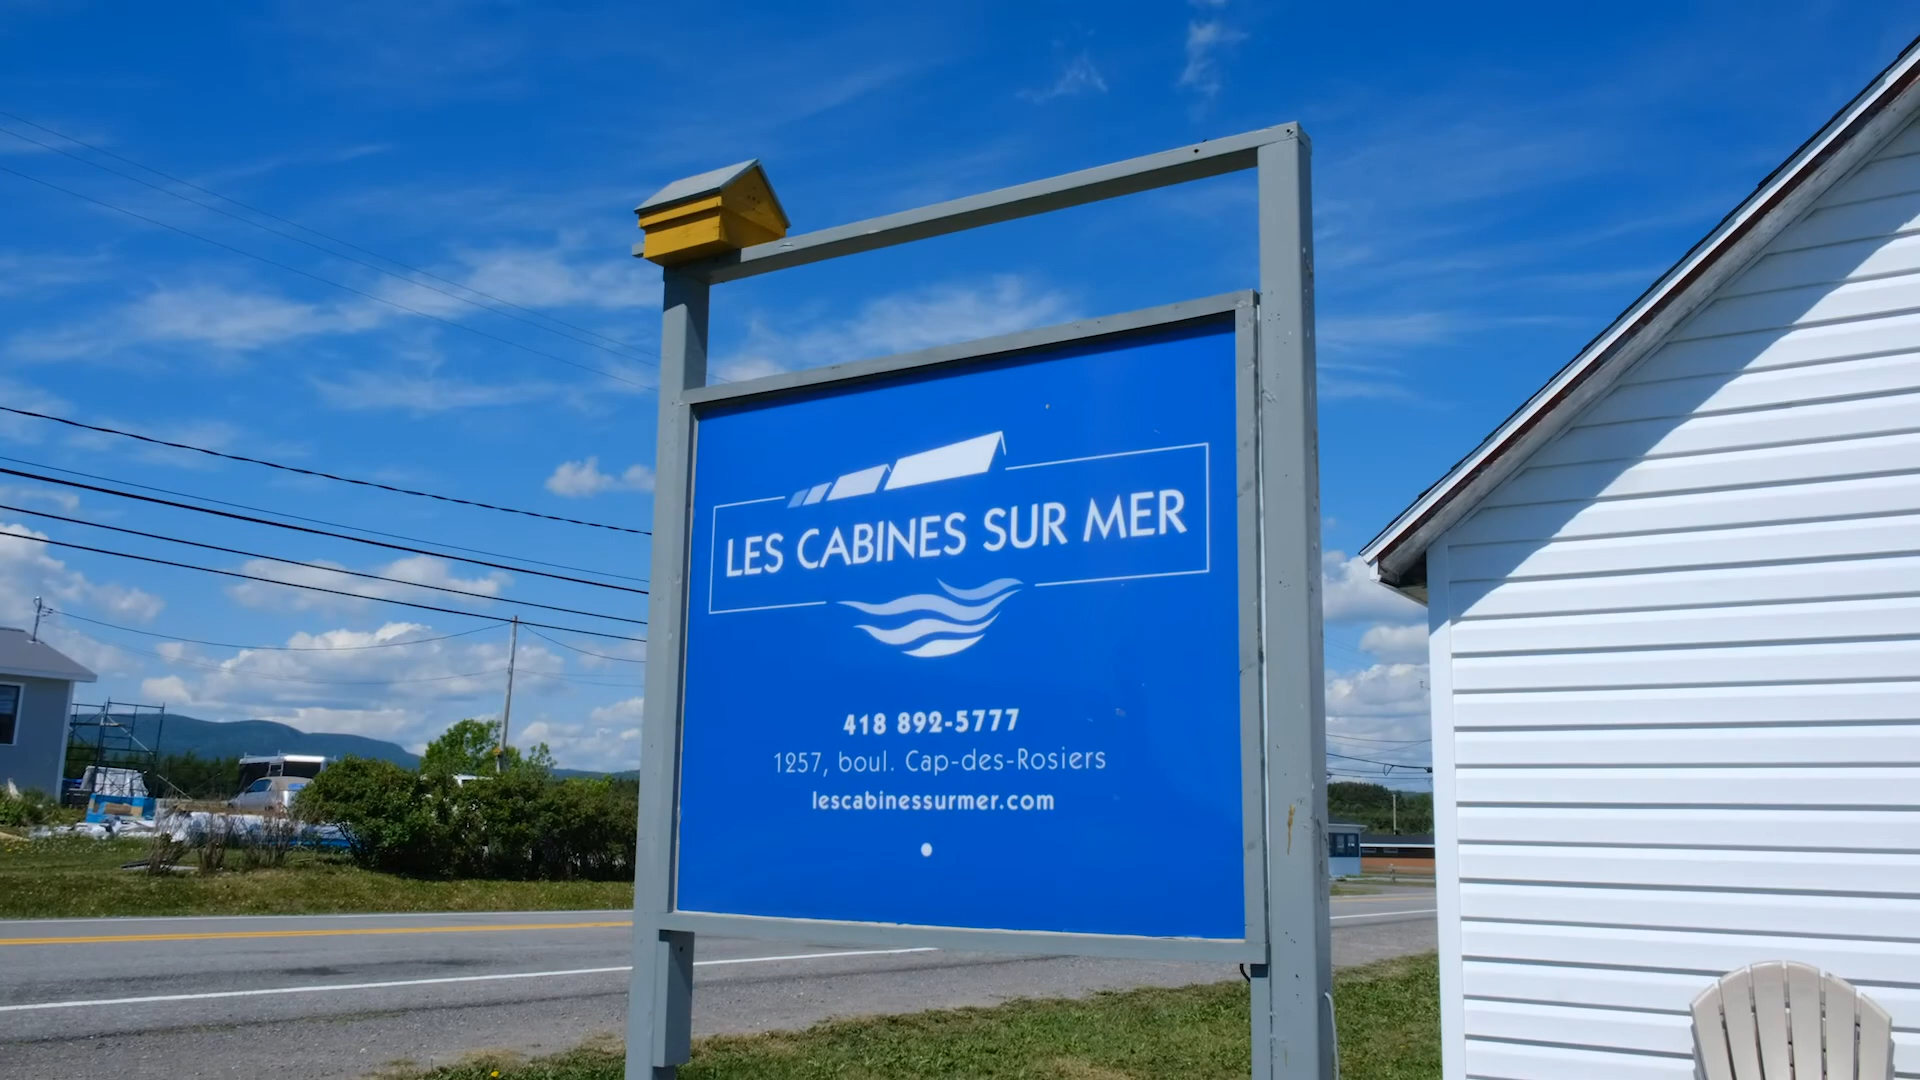 LES CABINES SUR MER
418 892-5777
1257, boul. Cap-des-Rosiers
lescabinessurmer.com